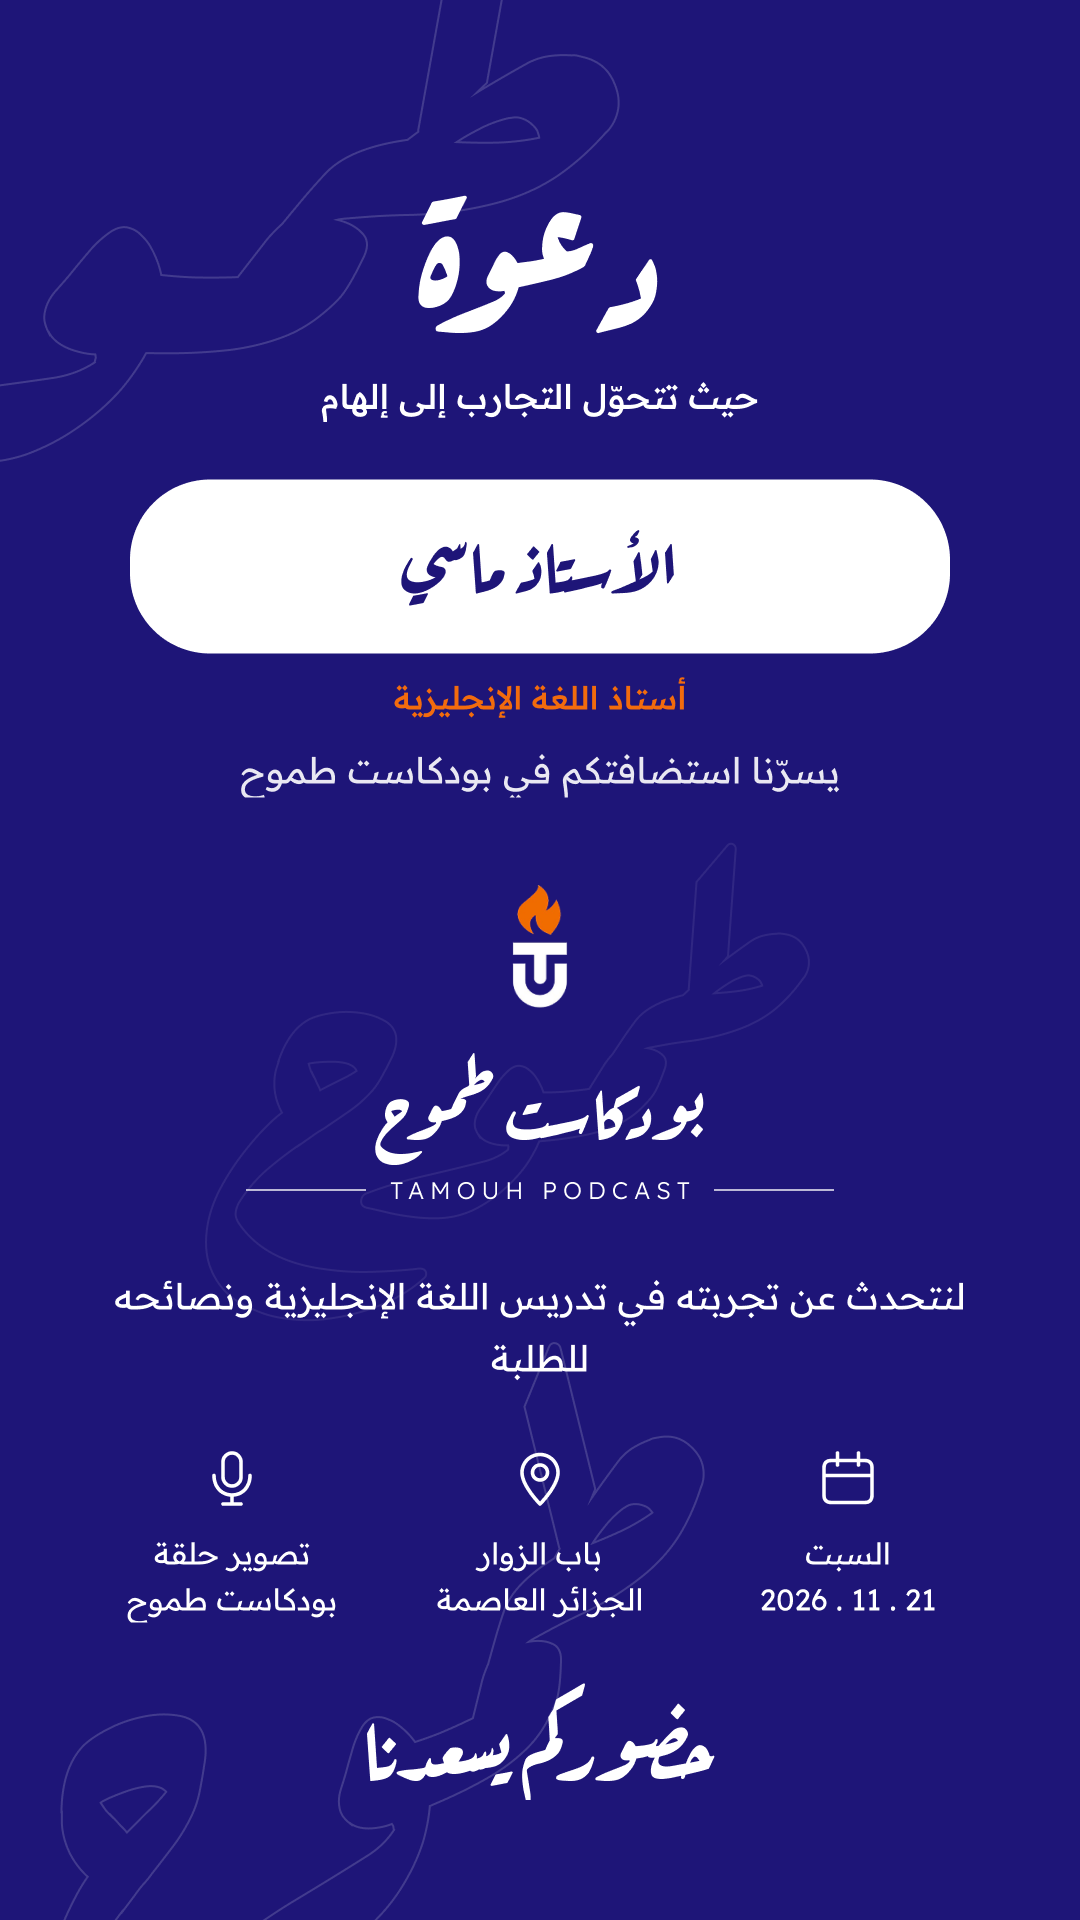 دعوة
حيث تتحوّل التجارب إلى إلهام
الأستاذ ماسي
أستاذ اللغة الإنجليزية
يسرّنا استضافتكم في بودكاست طموح
بودكاست طموح
TAMOUH PODCAST
لنتحدث عن تجربته في تدريس اللغة الإنجليزية ونصائحه
للطلبة
السبت
21 . 11 . 2026
باب الزوار
الجزائر العاصمة
تصوير حلقة
بودكاست طموح
حضوركم يسعدنا